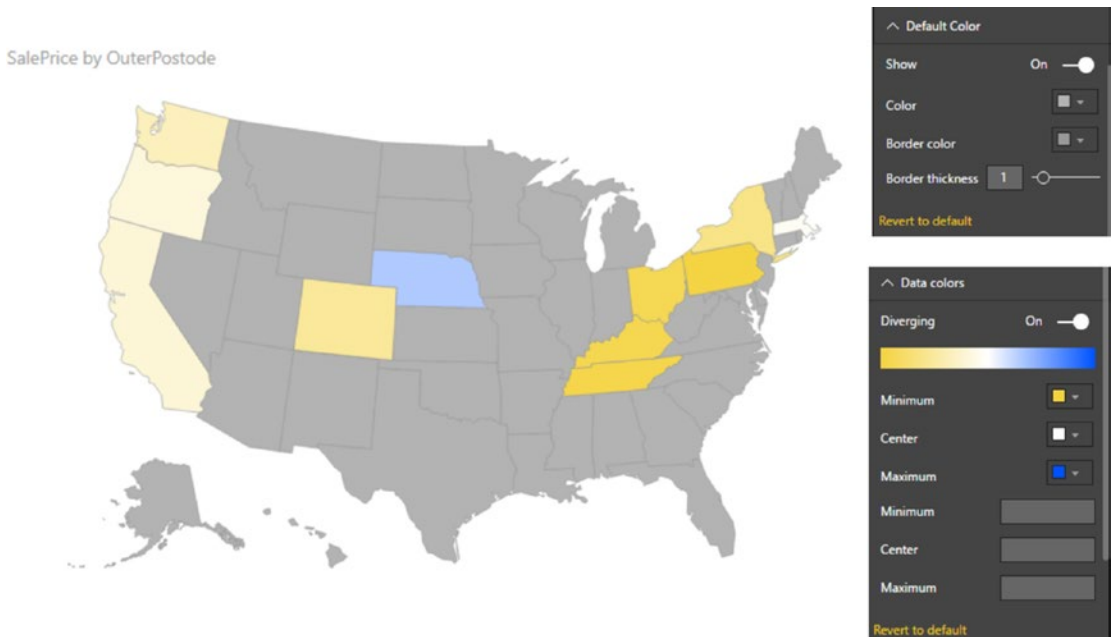 SalePrice by OuterPostode
Default Color
Show On
Color
Border color
Border thickness 1
Revert to default
Data colors
Diverging On
Minimum
Center
Maximum
Minimum
Center
Maximum
Revert to default